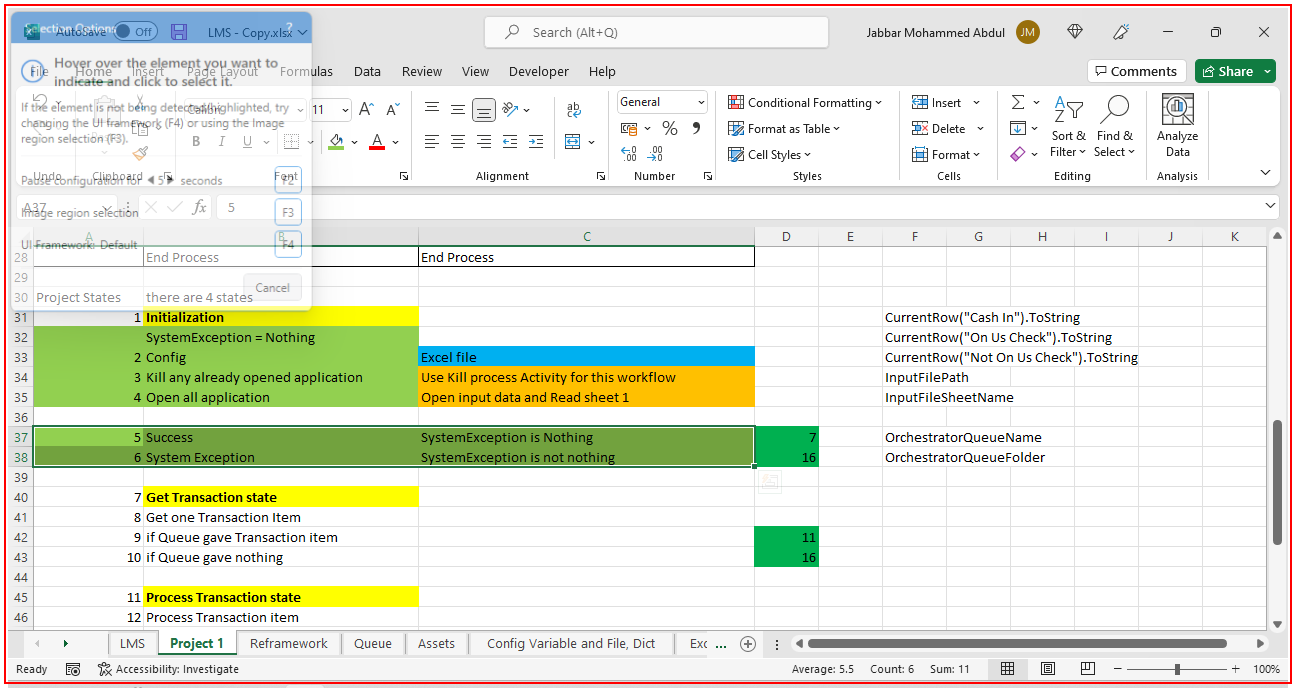 Selection Options ?
AutoSave Off LMS - Copy.xlsx Search (Alt+Q) Jabbar Mohammed Abdul JM
Hover over the element you want to
indicate and click to select it.
File Home Insert Page Layout Formulas Data Review View Developer Help Comments Share
If the element is not being detected/highlighted, try
changing the UI framework (F4) or using the Image
region selection (F3).
Calibri 11 A^ A˅ ab General Conditional Formatting Insert
B I U A % 9 Format as Table Delete Sort & Find & Analyze
Cell Styles Format Filter Select Data
Undo Clipboard Font Alignment Number Styles Cells Editing Analysis
Pause configuration for 5 seconds F2
Image region selection F3
UI Framework: Default F4
Cancel
A37 fx 5
A B C D E F G H I J K
28 End Process End Process
29
30 Project States there are 4 states
31 1 Initialization CurrentRow("Cash In").ToString
32 SystemException = Nothing CurrentRow("On Us Check").ToString
33 2 Config Excel file CurrentRow("Not On Us Check").ToString
34 3 Kill any already opened application Use Kill process Activity for this workflow InputFilePath
35 4 Open all application Open input data and Read sheet 1 InputFileSheetName
36
37 5 Success SystemException is Nothing 7 OrchestratorQueueName
38 6 System Exception SystemException is not nothing 16 OrchestratorQueueFolder
39
40 7 Get Transaction state
41 8 Get one Transaction Item
42 9 if Queue gave Transaction item 11
43 10 if Queue gave nothing 16
44
45 11 Process Transaction state
46 12 Process Transaction item
LMS Project 1 Reframework Queue Assets Config Variable and File, Dict Exc ...
Ready Accessibility: Investigate Average: 5.5 Count: 6 Sum: 11 100%